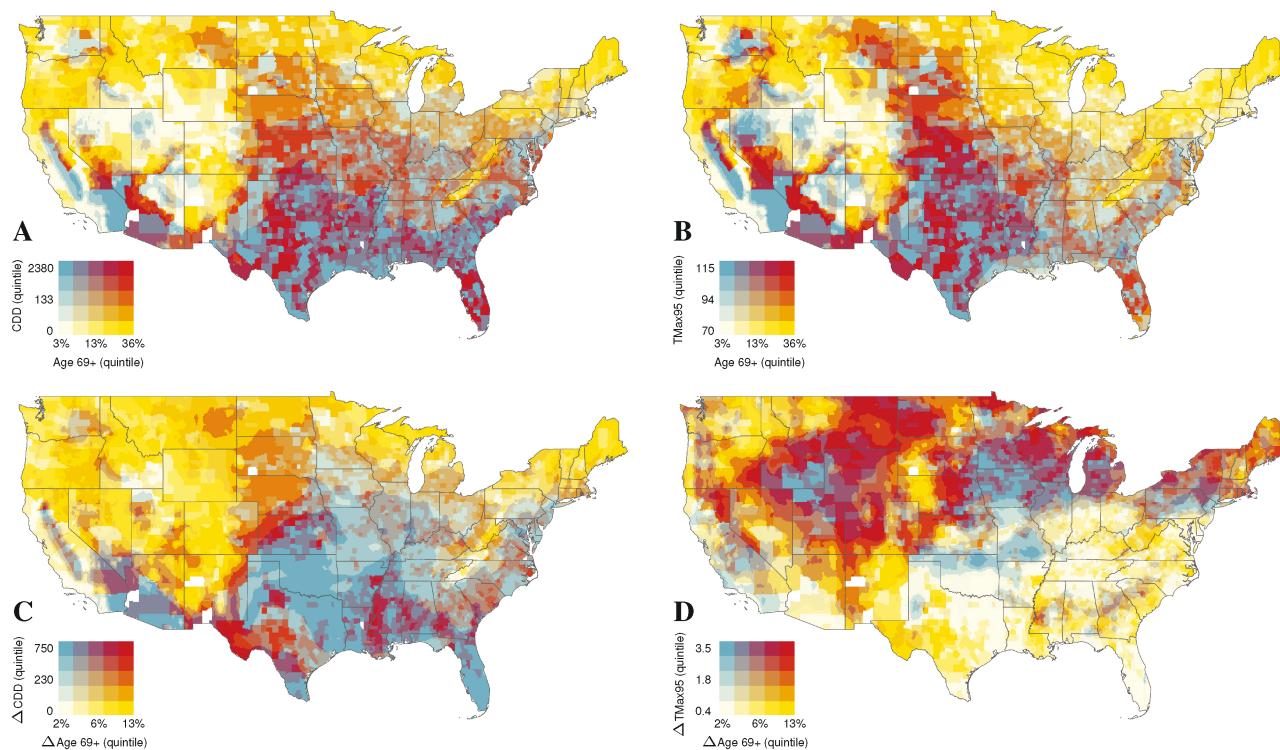 A
CDD (quintile)
2380
133
0
3% 13% 36%
Age 69+ (quintile)
B
TMax95 (quintile)
115
94
70
3% 13% 36%
Age 69+ (quintile)
C
△CDD (quintile)
750
230
0
2% 6% 13%
△Age 69+ (quintile)
D
△TMax95 (quintile)
3.5
1.8
0.4
2% 6% 13%
△Age 69+ (quintile)